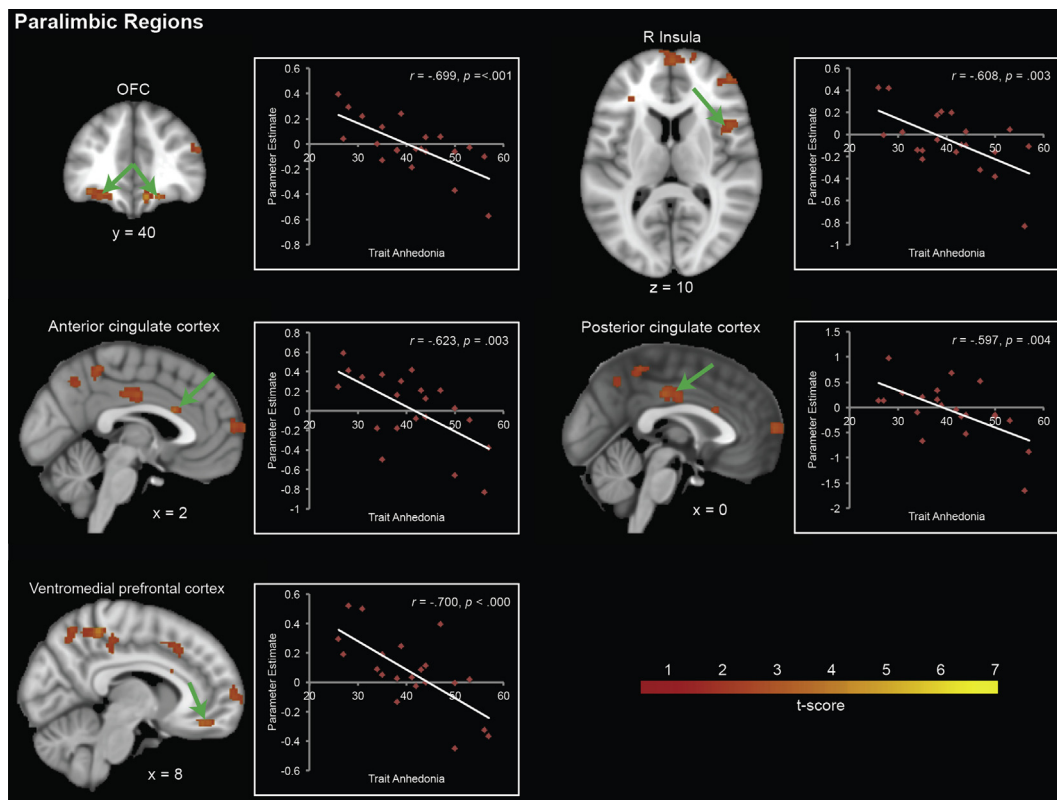 Paralimbic Regions
OFC
y = 40
r = -.699, p =<.001
0.6
0.4
0.2
0
-0.2
-0.4
-0.6
-0.8
20
30
40
50
60
Parameter Estimate
Trait Anhedonia
R Insula
z = 10
r = -.608, p = .003
0.6
0.4
0.2
0
-0.2
-0.4
-0.6
-0.8
-1
20
30
40
50
60
Parameter Estimate
Trait Anhedonia
Anterior cingulate cortex
x = 2
r = -.623, p = .003
0.8
0.6
0.4
0.2
0
-0.2
-0.4
-0.6
-0.8
-1
20
30
40
50
60
Parameter Estimate
Trait Anhedonia
Posterior cingulate cortex
x = 0
r = -.597, p = .004
1.5
1
0.5
0
-0.5
-1
-1.5
-2
20
30
40
50
60
Parameter Estimate
Trait Anhedonia
Ventromedial prefrontal cortex
x = 8
r = -.700, p < .000
0.6
0.4
0.2
0
-0.2
-0.4
0.6
20
30
40
50
60
Parameter Estimate
Trait Anhedonia
1 2 3 4 5 6 7
t-score